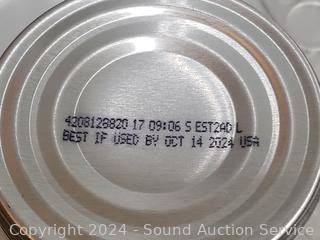 4208128820 17 09:06 S EST2AD L
BEST IF USED BY OCT 14 2024 USA
Copyright 2024 - Sound Auction Service